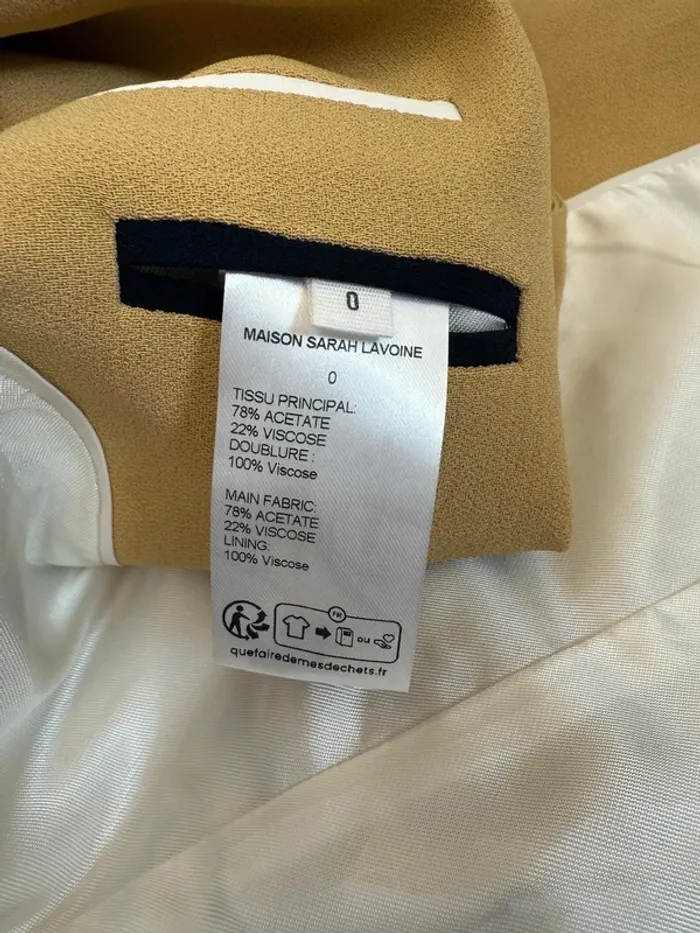 0
MAISON SARAH LAVOINE
0
TISSU PRINCIPAL:
78% ACETATE
22% VISCOSE
DOUBLURE :
100% Viscose
MAIN FABRIC:
78% ACETATE
22% VISCOSE
LINING:
100% Viscose
FR
ou
quefairedemesdechets.fr